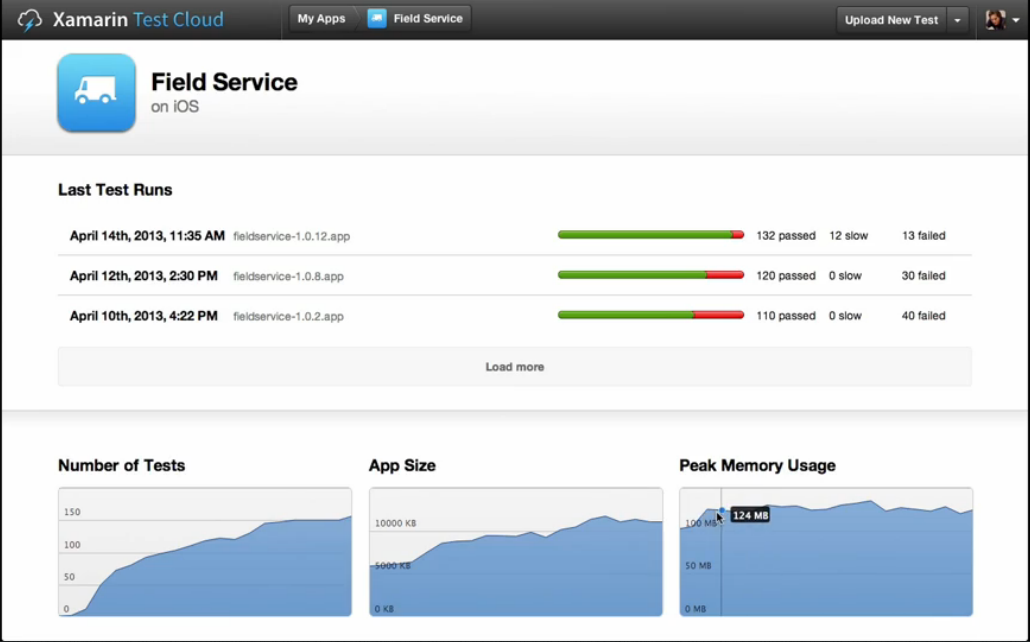 Xamarin Test Cloud
My Apps
Field Service
Upload New Test
Field Service
on iOS
Last Test Runs
April 14th, 2013, 11:35 AM fieldservice-1.0.12.app 132 passed 12 slow 13 failed
April 12th, 2013, 2:30 PM fieldservice-1.0.8.app 120 passed 0 slow 30 failed
April 10th, 2013, 4:22 PM fieldservice-1.0.2.app 110 passed 0 slow 40 failed
Load more
Number of Tests
150
100
50
0
App Size
10000 KB
5000 KB
0 KB
Peak Memory Usage
124 MB
100 MB
50 MB
0 MB